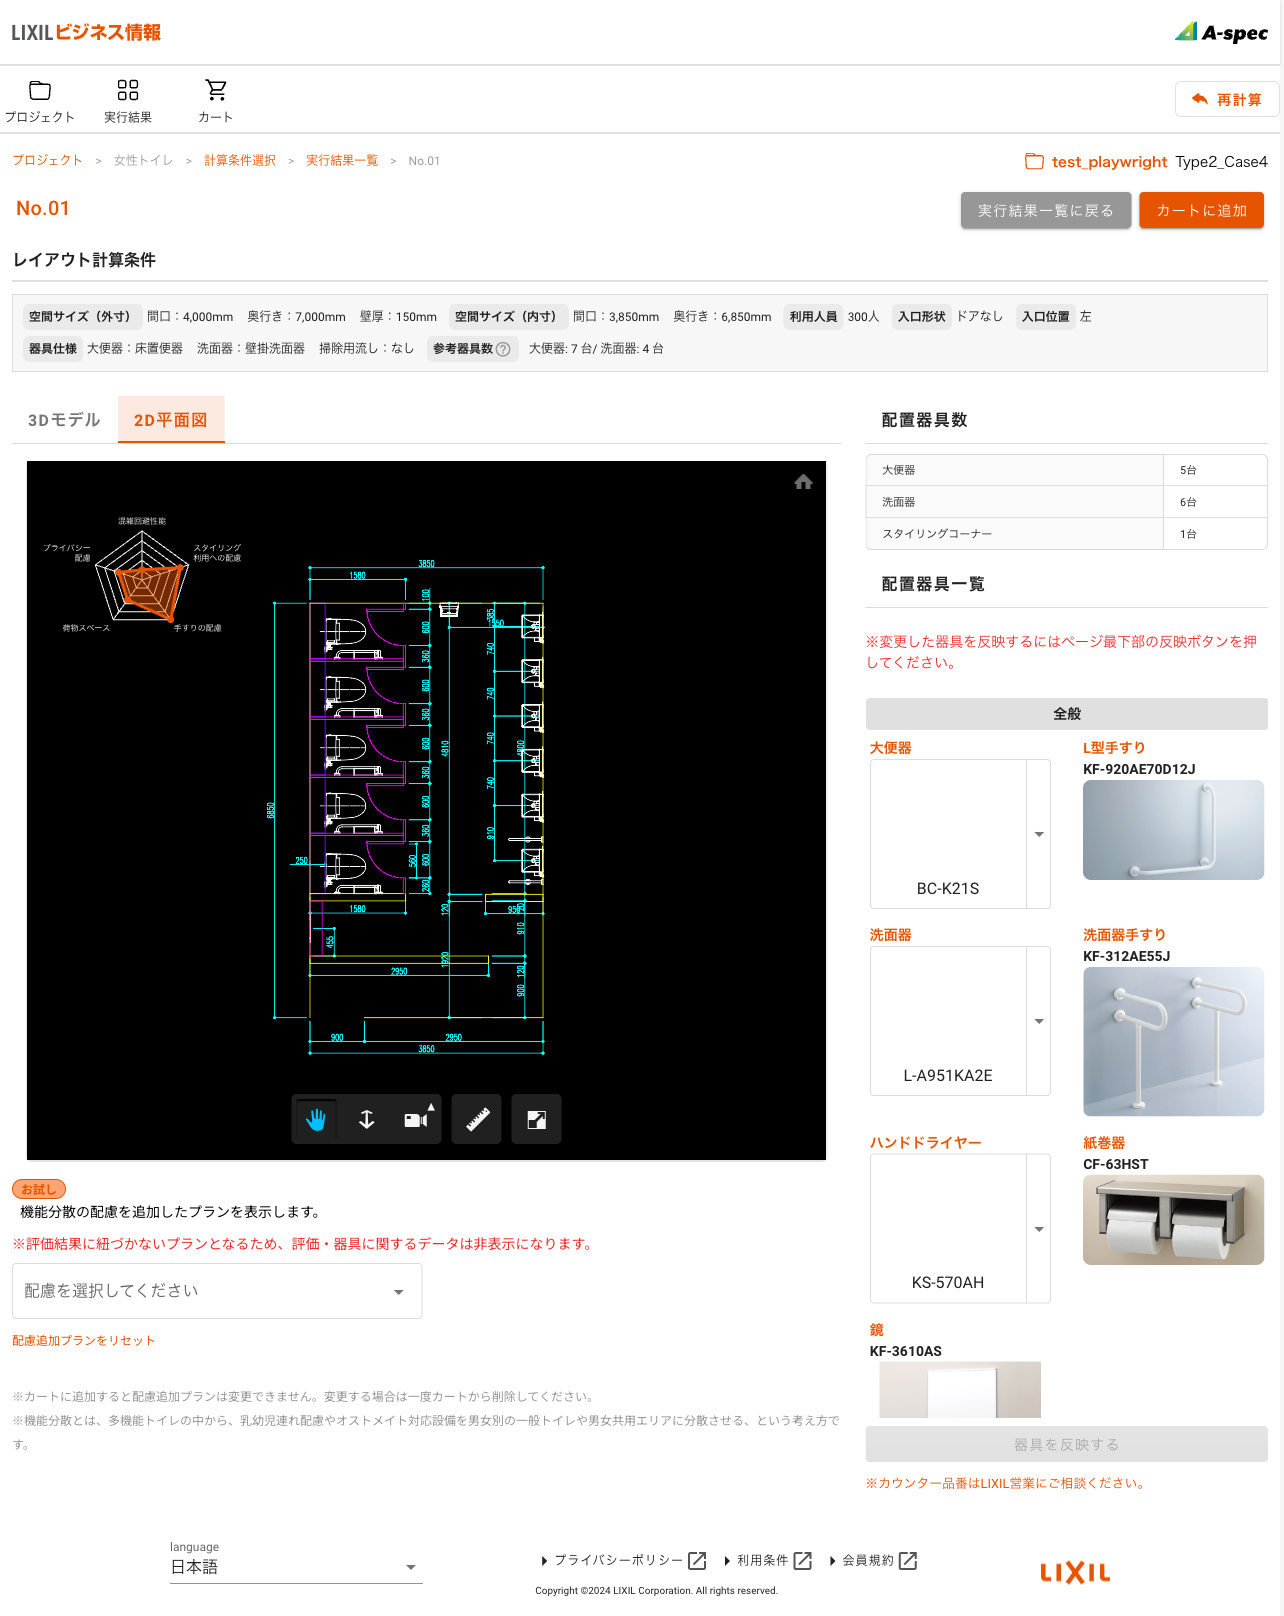 LIXILビジネス情報
A-spec
プロジェクト
実行結果
カート
再計算
プロジェクト > 女性トイレ > 計算条件選択 > 実行結果一覧 > No.01
test_playwright Type2_Case4
No.01
実行結果一覧に戻る
カートに追加
レイアウト計算条件
空間サイズ（外寸） 間口：4,000mm 奥行き：7,000mm 壁厚：150mm 空間サイズ（内寸） 間口：3,850mm 奥行き：6,850mm 利用人員 300人 入口形状 ドアなし 入口位置 左
器具仕様 大便器：床置便器 洗面器：壁掛洗面器 掃除用流し：なし 参考器具数 大便器: 7 台/ 洗面器: 4 台
3Dモデル
2D平面図
混雑回避性能
プライバシー
配慮
スタイリング
利用への配慮
荷物スペース
手すりの配慮
3850
1580
100
385
600
740
360
600
740
360
600
740
4810
360
600
740
6850
360
910
250
560
600
260
1580
120
950
910
455
1920
2950
120
900
900
2950
3850
お試し
機能分散の配慮を追加したプランを表示します。
※評価結果に紐づかないプランとなるため、評価・器具に関するデータは非表示になります。
配慮を選択してください
配慮追加プランをリセット
※カートに追加すると配慮追加プランは変更できません。変更する場合は一度カートから削除してください。
※機能分散とは、多機能トイレの中から、乳幼児連れ配慮やオストメイト対応設備を男女別の一般トイレや男女共用エリアに分散させる、という考え方で
す。
配置器具数
大便器 5台
洗面器 6台
スタイリングコーナー 1台
配置器具一覧
※変更した器具を反映するにはページ最下部の反映ボタンを押
してください。
全般
大便器
BC-K21S
L型手すり
KF-920AE70D12J
洗面器
L-A951KA2E
洗面器手すり
KF-312AE55J
ハンドドライヤー
KS-570AH
紙巻器
CF-63HST
鏡
KF-3610AS
器具を反映する
※カウンター品番はLIXIL営業にご相談ください。
language
日本語
プライバシーポリシー
利用条件
会員規約
Copyright ©2024 LIXIL Corporation. All rights reserved.
LIXIL